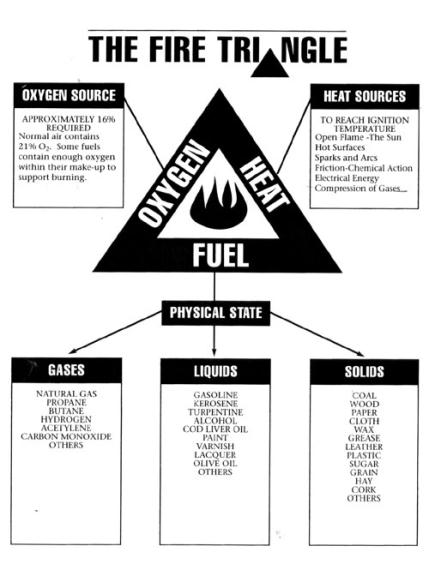 THE FIRE TRI▲NGLE
OXYGEN SOURCE
APPROXIMATELY 16%
REQUIRED
Normal air contains
21% O₂. Some fuels
contain enough oxygen
within their make-up to
support burning.
HEAT SOURCES
TO REACH IGNITION
TEMPERATURE
Open Flame -The Sun
Hot Surfaces
Sparks and Arcs
Friction-Chemical Action
Electrical Energy
Compression of Gases
OXYGEN
HEAT
FUEL
PHYSICAL STATE
GASES
NATURAL GAS
PROPANE
BUTANE
HYDROGEN
ACETYLENE
CARBON MONOXIDE
OTHERS
LIQUIDS
GASOLINE
KEROSENE
TURPENTINE
ALCOHOL
COD LIVER OIL
PAINT
VARNISH
LACQUER
OLIVE OIL
OTHERS
SOLIDS
COAL
WOOD
PAPER
CLOTH
WAX
GREASE
LEATHER
PLASTIC
SUGAR
GRAIN
HAY
CORK
OTHERS